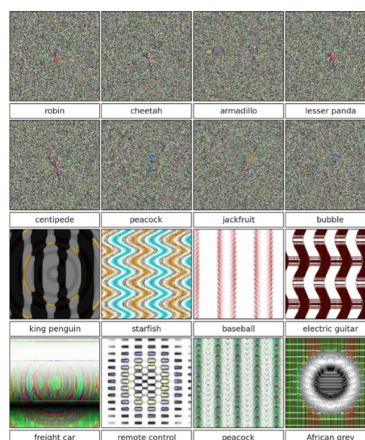 robin cheetah armadillo lesser panda
centipede peacock jackfruit bubble
king penguin starfish baseball electric guitar
freight car remote control peacock African grey